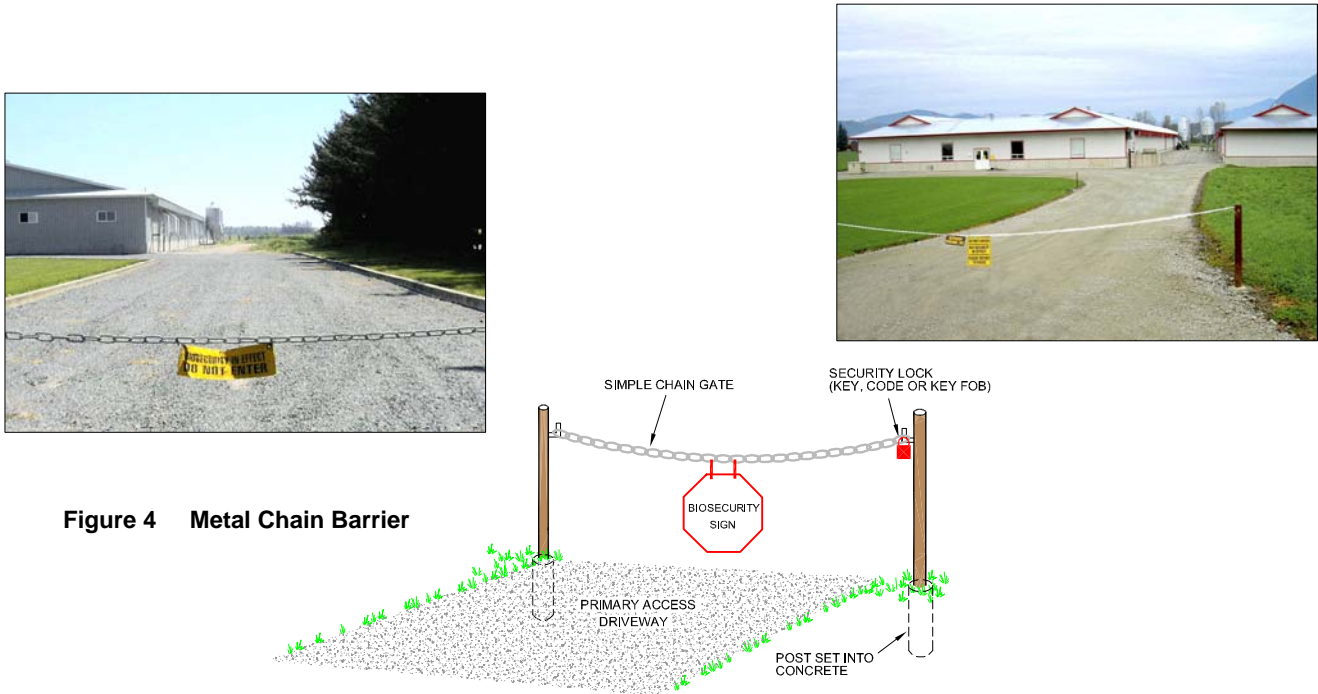 BIOSECURITY IN EFFECT
DO NOT ENTER
SIMPLE CHAIN GATE
SECURITY LOCK
(KEY, CODE OR KEY FOB)
Figure 4 Metal Chain Barrier
BIOSECURITY
SIGN
PRIMARY ACCESS
DRIVEWAY
POST SET INTO
CONCRETE